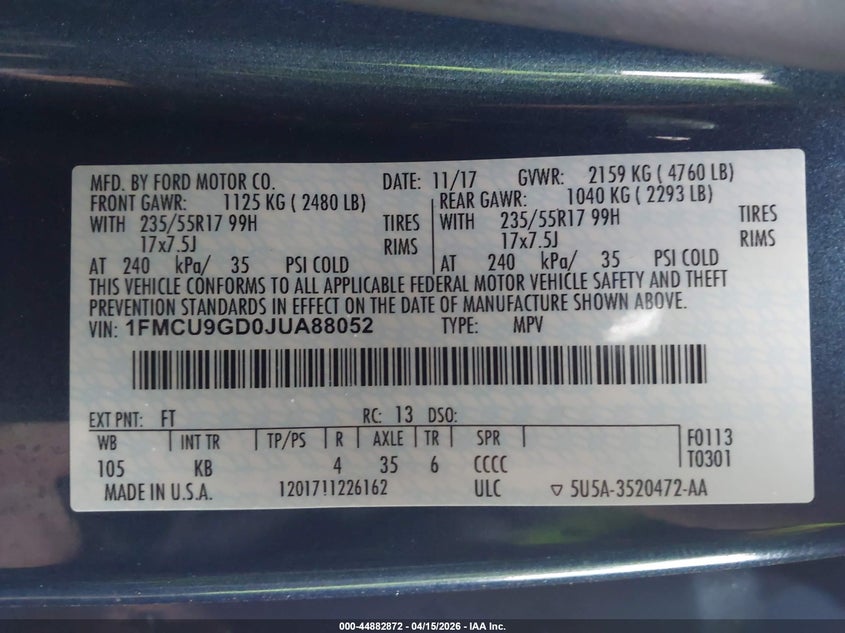 MFD. BY FORD MOTOR CO. DATE: 11/17 GVWR: 2159 KG ( 4760 LB)
FRONT GAWR: 1125 KG ( 2480 LB) REAR GAWR: 1040 KG ( 2293 LB)
WITH 235/55R17 99H TIRES WITH 235/55R17 99H TIRES
17x7.5J RIMS 17x7.5J RIMS
AT 240 kPa/ 35 PSI COLD AT 240 kPa/ 35 PSI COLD
THIS VEHICLE CONFORMS TO ALL APPLICABLE FEDERAL MOTOR VEHICLE SAFETY AND THEFT
PREVENTION STANDARDS IN EFFECT ON THE DATE OF MANUFACTURE SHOWN ABOVE.
VIN: 1FMCU9GD0JUA88052 TYPE: MPV
EXT PNT: FT RC: 13 DSO:
WB INT TR TP/PS R AXLE TR SPR F0113
105 KB 4 35 6 CCCC T0301
MADE IN U.S.A. 1201711226162 ULC ▽ 5U5A-3520472-AA
000-44882872 - 04/15/2026 - IAA Inc.